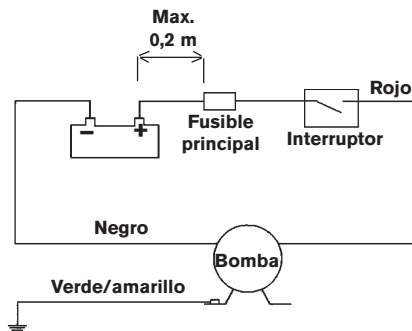 Max.
0,2 m
Rojo
Fusible
principal
Interruptor
Negro
Bomba
Verde/amarillo